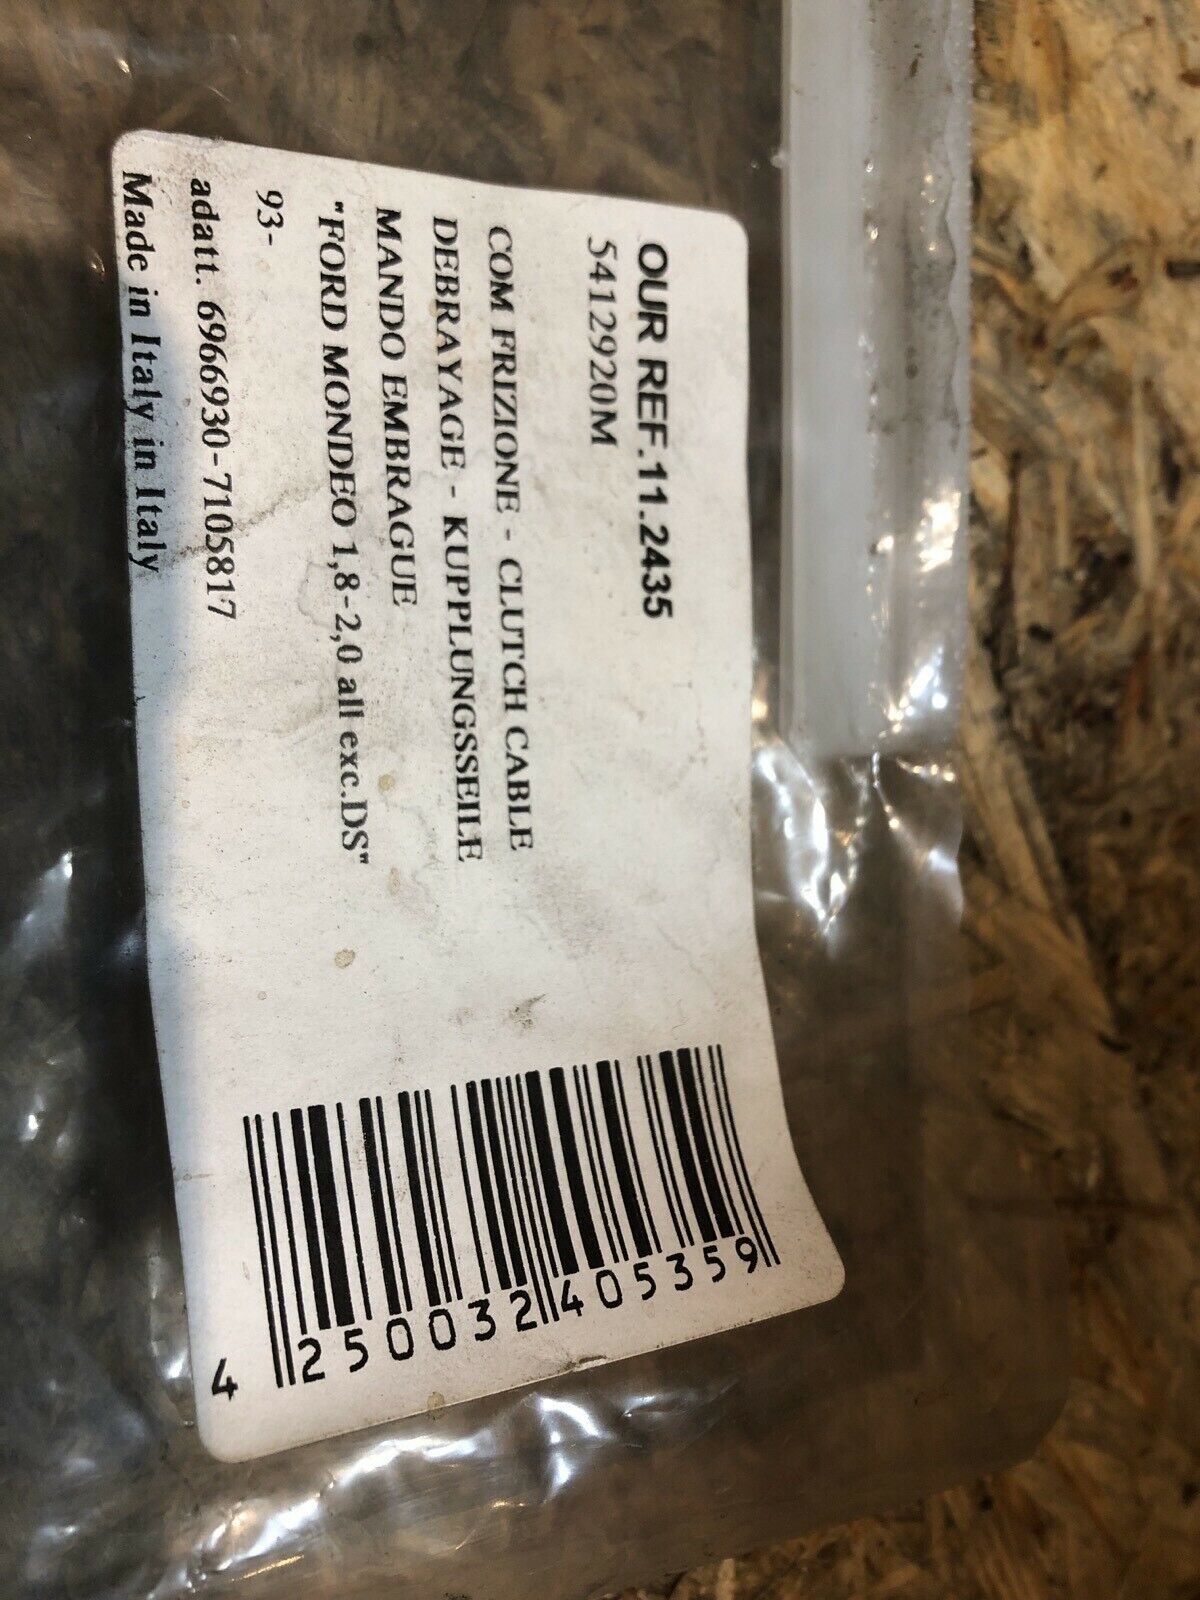 OUR REF.11.2435
5412920M
COM FRIZIONE - CLUTCH CABLE
DEBRAYAGE - KUPPLUNGSSEILE
MANDO EMBRAGUE
"FORD MONDEO 1,8-2,0 all exc.DS"
93-
adatt. 6966930-7105817
Made in Italy in Italy
4 250032 405359